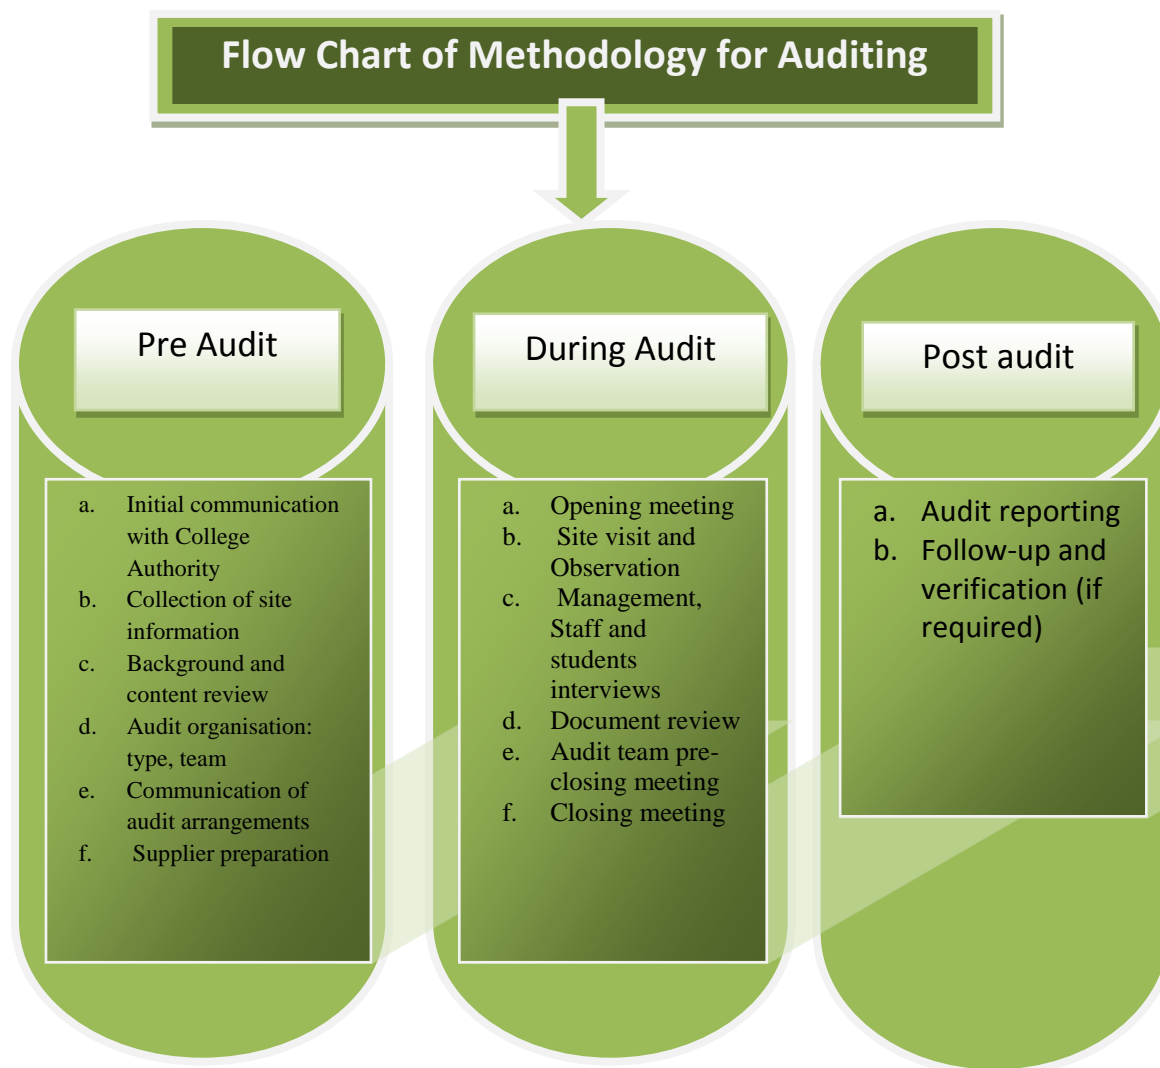 Flow Chart of Methodology for Auditing
Pre Audit
a. Initial communication
with College
Authority
b. Collection of site
information
c. Background and
content review
d. Audit organisation:
type, team
e. Communication of
audit arrangements
f. Supplier preparation
During Audit
a. Opening meeting
b. Site visit and
Observation
c. Management,
Staff and
students
interviews
d. Document review
e. Audit team pre-
closing meeting
f. Closing meeting
Post audit
a. Audit reporting
b. Follow-up and
verification (if
required)